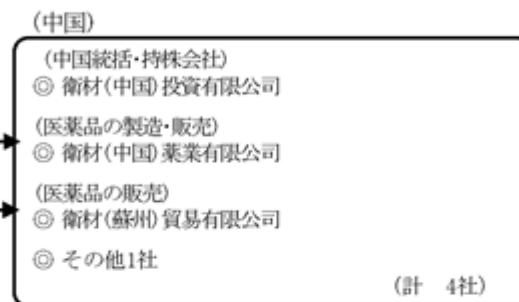 (中国)
(中国統括・持株会社)
◎ 衛材(中国)投資有限公司
(医薬品の製造・販売)
◎ 衛材(中国)薬業有限公司
(医薬品の販売)
◎ 衛材(蘇州)貿易有限公司
◎ その他1社
(計 4社)